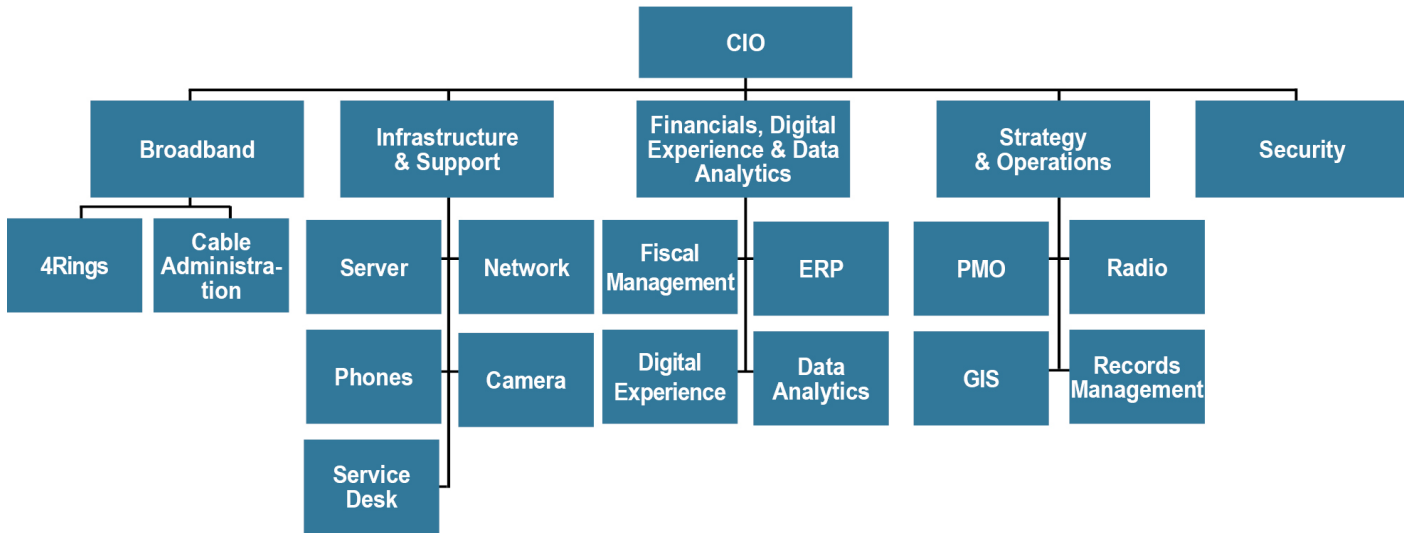 CIO
Broadband
Infrastructure
& Support
Financials, Digital
Experience & Data
Analytics
Strategy
& Operations
Security
4Rings
Cable
Administra-
tion
Server
Network
Fiscal
Management
ERP
PMO
Radio
Phones
Camera
Digital
Experience
Data
Analytics
GIS
Records
Management
Service
Desk